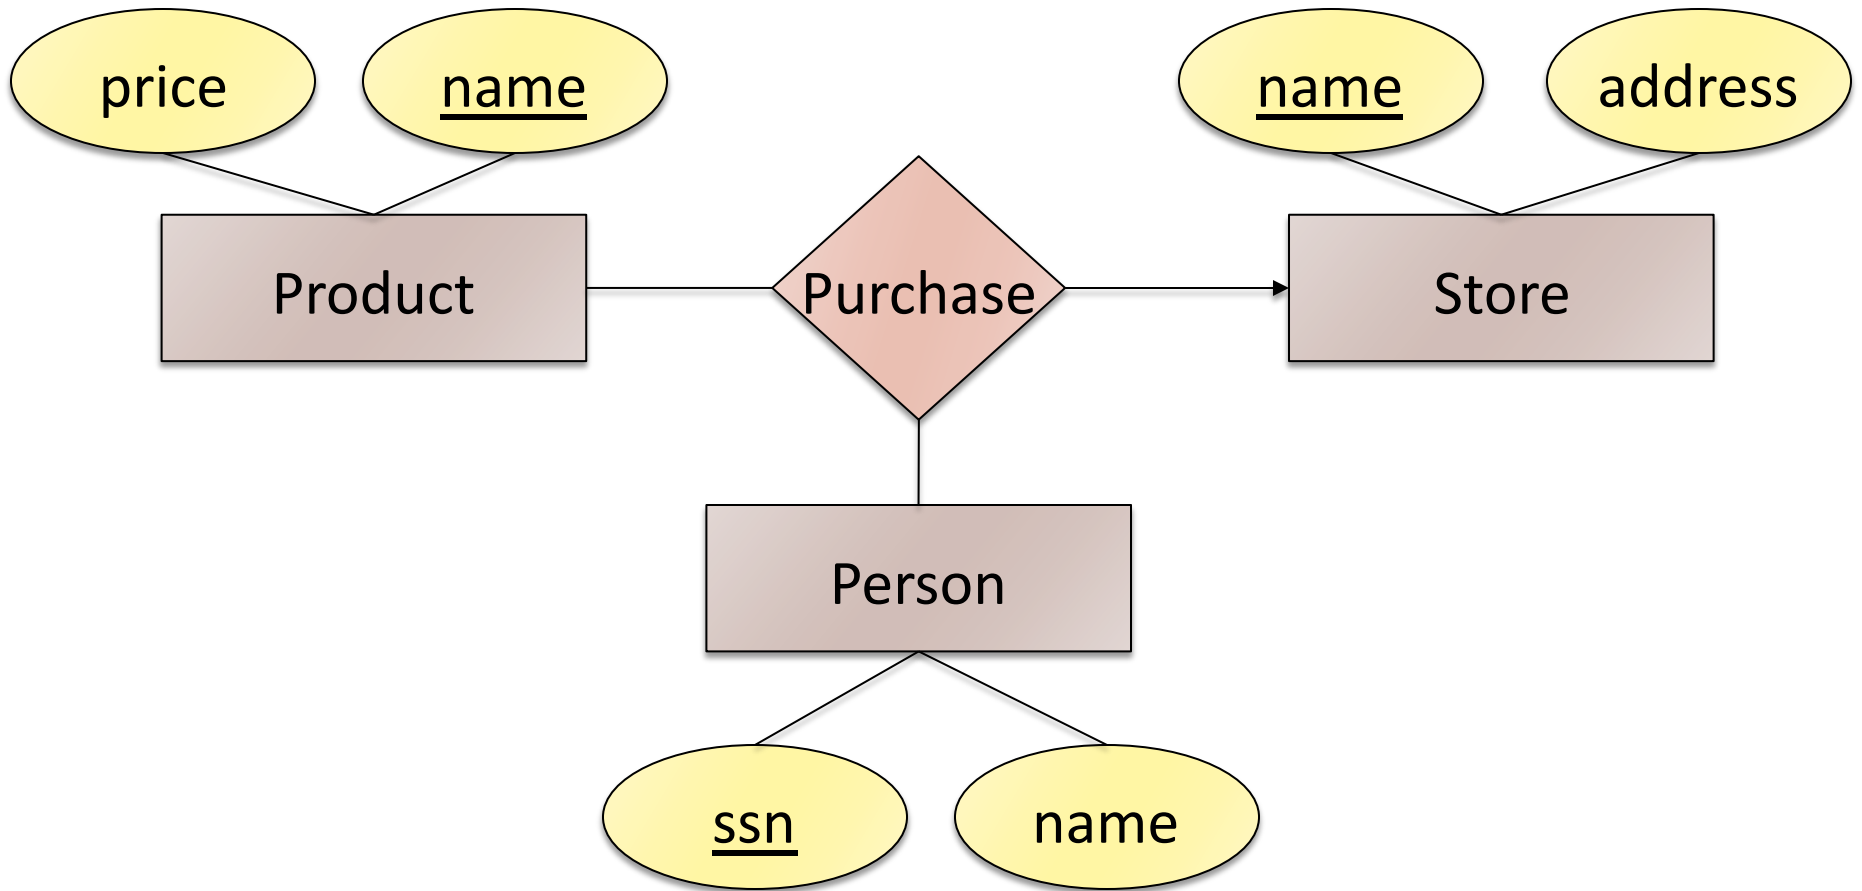 price
name
name
address
Product
Purchase
Store
Person
ssn
name